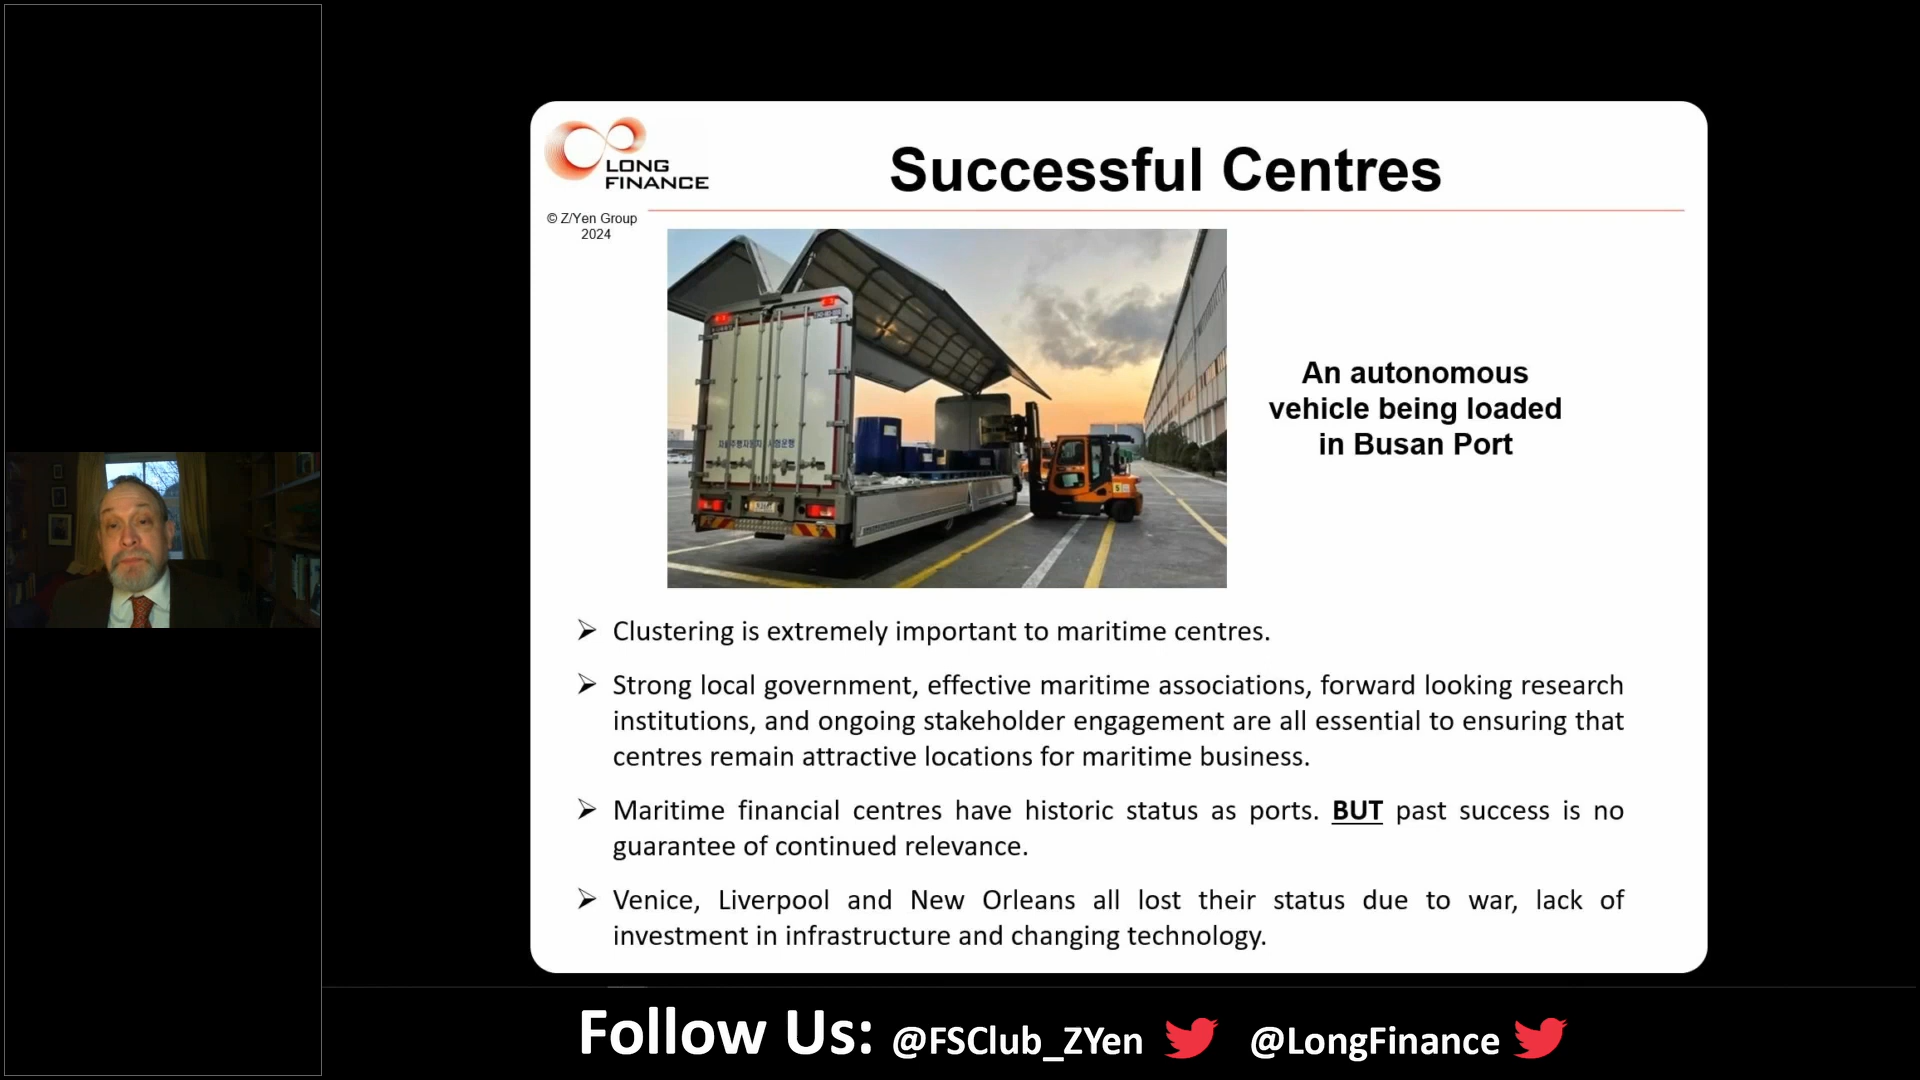 LONG
FINANCE
© Z/Yen Group
2024
Successful Centres
An autonomous
vehicle being loaded
in Busan Port
➢ Clustering is extremely important to maritime centres.
➢ Strong local government, effective maritime associations, forward looking research
institutions, and ongoing stakeholder engagement are all essential to ensuring that
centres remain attractive locations for maritime business.
➢ Maritime financial centres have historic status as ports. BUT past success is no
guarantee of continued relevance.
➢ Venice, Liverpool and New Orleans all lost their status due to war, lack of
investment in infrastructure and changing technology.
Follow Us: @FSClub_ZYen @LongFinance